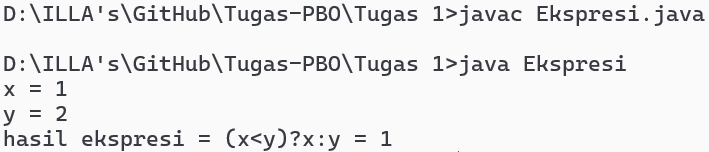 D:\ILLA's\GitHub\Tugas-PBO\Tugas 1>javac Ekspresi.java
D:\ILLA's\GitHub\Tugas-PBO\Tugas 1>java Ekspresi
x = 1
y = 2
hasil ekspresi = (x<y)?x:y = 1